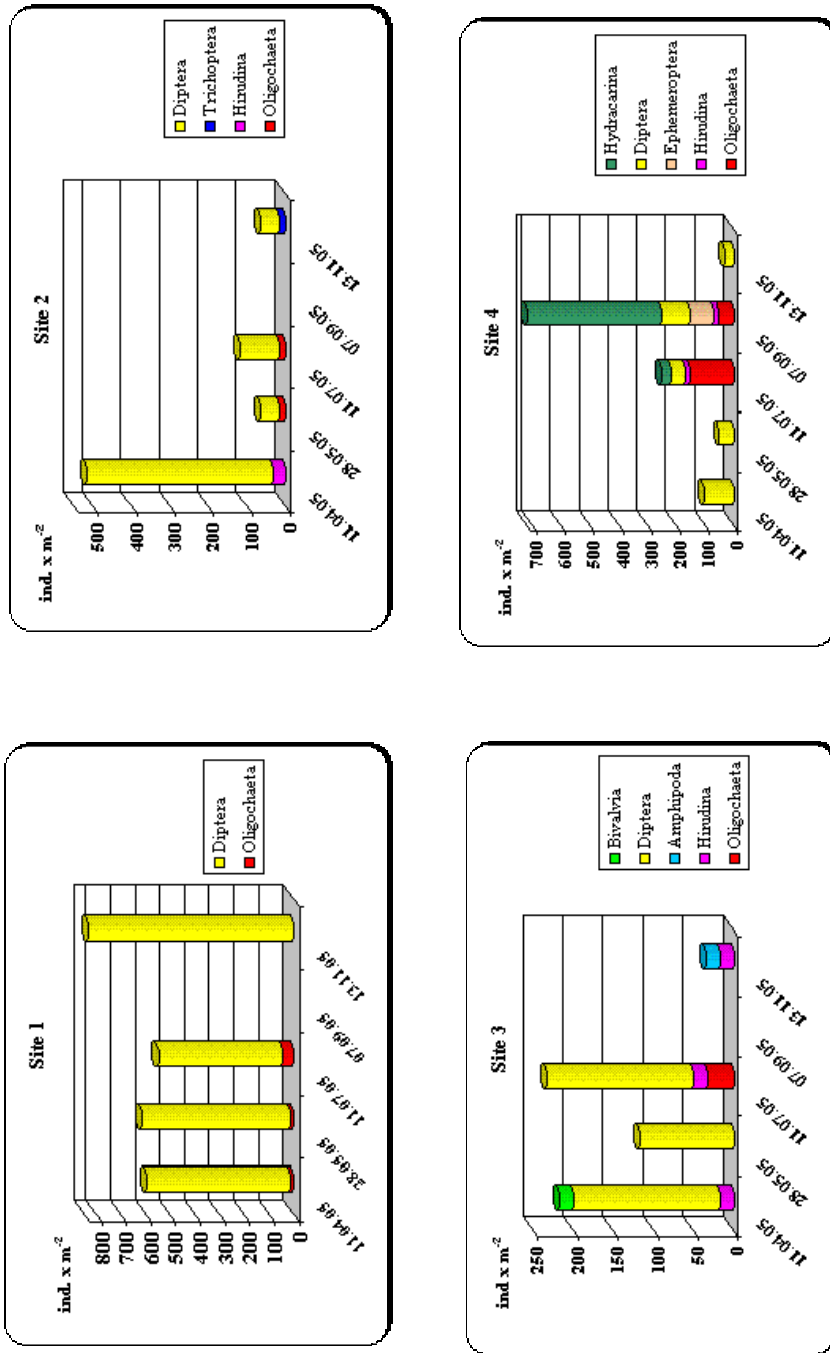 Site 1
ind. x m⁻²
800
700
600
500
400
300
200
100
0
11.04.05
28.05.05
11.07.05
07.09.05
13.11.05
Diptera
Oligochaeta
Site 2
ind. x m⁻²
500
400
300
200
100
0
11.04.05
28.05.05
11.07.05
07.09.05
13.11.05
Diptera
Trichoptera
Hirudina
Oligochaeta
Site 3
ind x m⁻²
250
200
150
100
50
0
11.04.05
28.05.05
11.07.05
07.09.05
13.11.05
Bivalvia
Diptera
Amphipoda
Hirudina
Oligochaeta
Site 4
ind. x m⁻²
700
600
500
400
300
200
100
0
11.04.05
28.05.05
11.07.05
07.09.05
13.11.05
Hydracarina
Diptera
Ephemeroptera
Hirudina
Oligochaeta